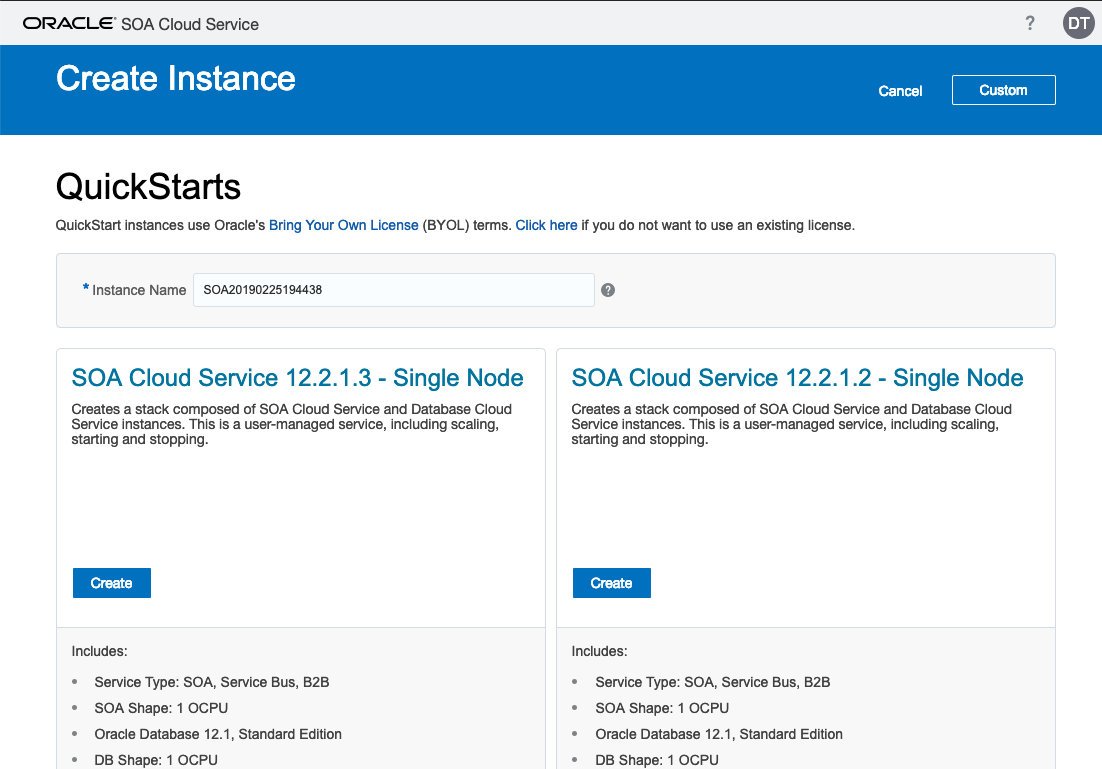 ORACLE® SOA Cloud Service
?
DT
Create Instance
Cancel
Custom
QuickStarts
QuickStart instances use Oracle's Bring Your Own License (BYOL) terms. Click here if you do not want to use an existing license.
* Instance Name
SOA20190225194438
?
SOA Cloud Service 12.2.1.3 - Single Node
Creates a stack composed of SOA Cloud Service and Database Cloud
Service instances. This is a user-managed service, including scaling,
starting and stopping.
Create
Includes:
• Service Type: SOA, Service Bus, B2B
• SOA Shape: 1 OCPU
• Oracle Database 12.1, Standard Edition
• DB Shape: 1 OCPU
SOA Cloud Service 12.2.1.2 - Single Node
Creates a stack composed of SOA Cloud Service and Database Cloud
Service instances. This is a user-managed service, including scaling,
starting and stopping.
Create
Includes:
• Service Type: SOA, Service Bus, B2B
• SOA Shape: 1 OCPU
• Oracle Database 12.1, Standard Edition
• DB Shape: 1 OCPU